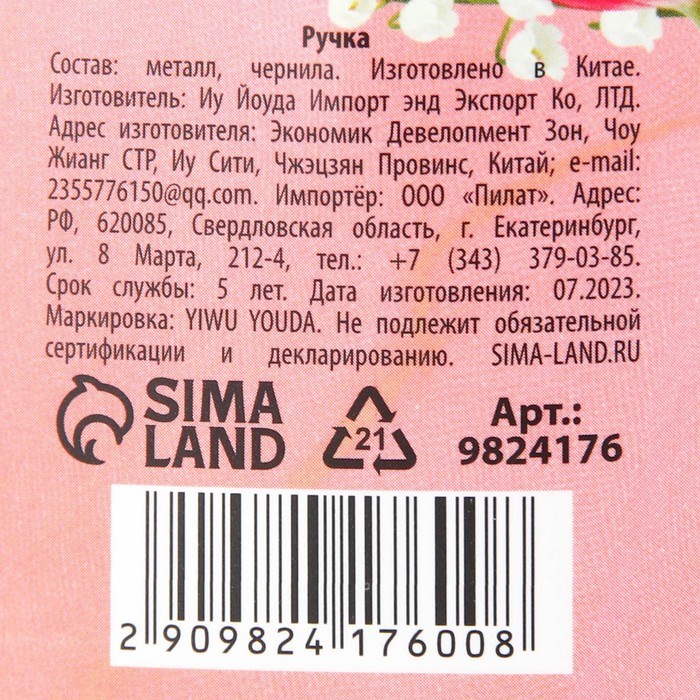 Ручка
Состав: металл, чернила. Изготовлено в Китае.
Изготовитель: Иу Йоуда Импорт энд Экспорт Ко, ЛТД.
Адрес изготовителя: Экономик Девелопмент Зон, Чоу
Жианг СТР, Иу Сити, Чжэцзян Провинс, Китай; e-mail:
2355776150@qq.com. Импортёр: ООО «Пилат». Адрес:
РФ, 620085, Свердловская область, г. Екатеринбург,
ул. 8 Марта, 212-4, тел.: +7 (343) 379-03-85.
Срок службы: 5 лет. Дата изготовления: 07.2023.
Маркировка: YIWU YOUDA. Не подлежит обязательной
сертификации и декларированию. SIMA-LAND.RU
SIMA
LAND
21
Арт.:
9824176
2 909824 176008